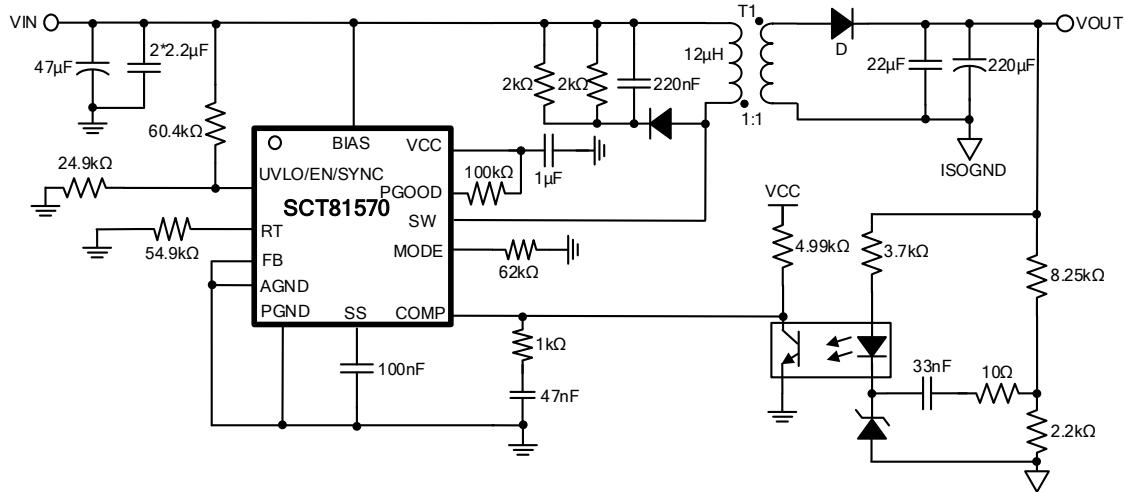 VIN
T1
VOUT
47µF
2*2.2µF
2kΩ
2kΩ
220nF
12µH
1:1
D
22µF
220µF
ISOGND
60.4kΩ
24.9kΩ
BIAS
VCC
UVLO/EN/SYNC
100kΩ
1µF
PGOOD
SCT81570
SW
RT
54.9kΩ
MODE
62kΩ
FB
AGND
PGND
SS
COMP
VCC
4.99kΩ
3.7kΩ
8.25kΩ
100nF
1kΩ
47nF
33nF
10Ω
2.2kΩ